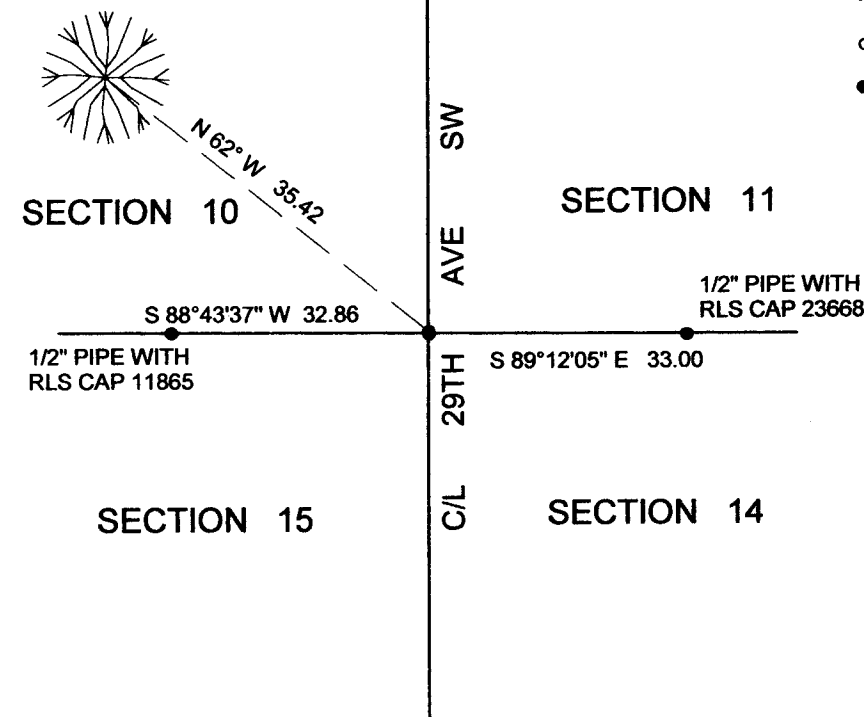 SW
N 62° W 35.42
SECTION 10
SECTION 11
AVE
1/2" PIPE WITH
RLS CAP 23668
S 88°43'37" W 32.86
1/2" PIPE WITH
RLS CAP 11865
S 89°12'05" E 33.00
29TH
C/L
SECTION 15
SECTION 14